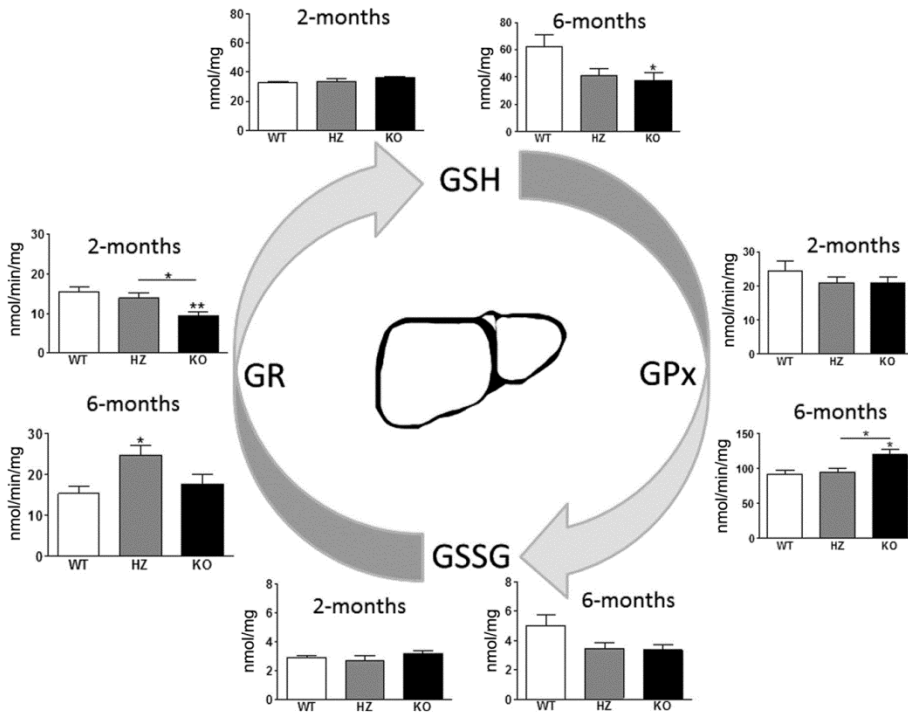 2-months
nmol/mg
80
60
40
20
0
WT HZ KO
6-months
nmol/mg
80
60
40
20
0
*
WT HZ KO
GSH
2-months
nmol/min/mg
30
20
10
0
*
**
WT HZ KO
2-months
nmol/min/mg
30
20
10
0
WT HZ KO
GR
GPx
6-months
nmol/min/mg
30
20
10
0
*
WT HZ KO
6-months
nmol/min/mg
150
100
50
0
*
*
WT HZ KO
GSSG
2-months
nmol/mg
8
6
4
2
0
WT HZ KO
6-months
nmol/mg
8
6
4
2
0
WT HZ KO